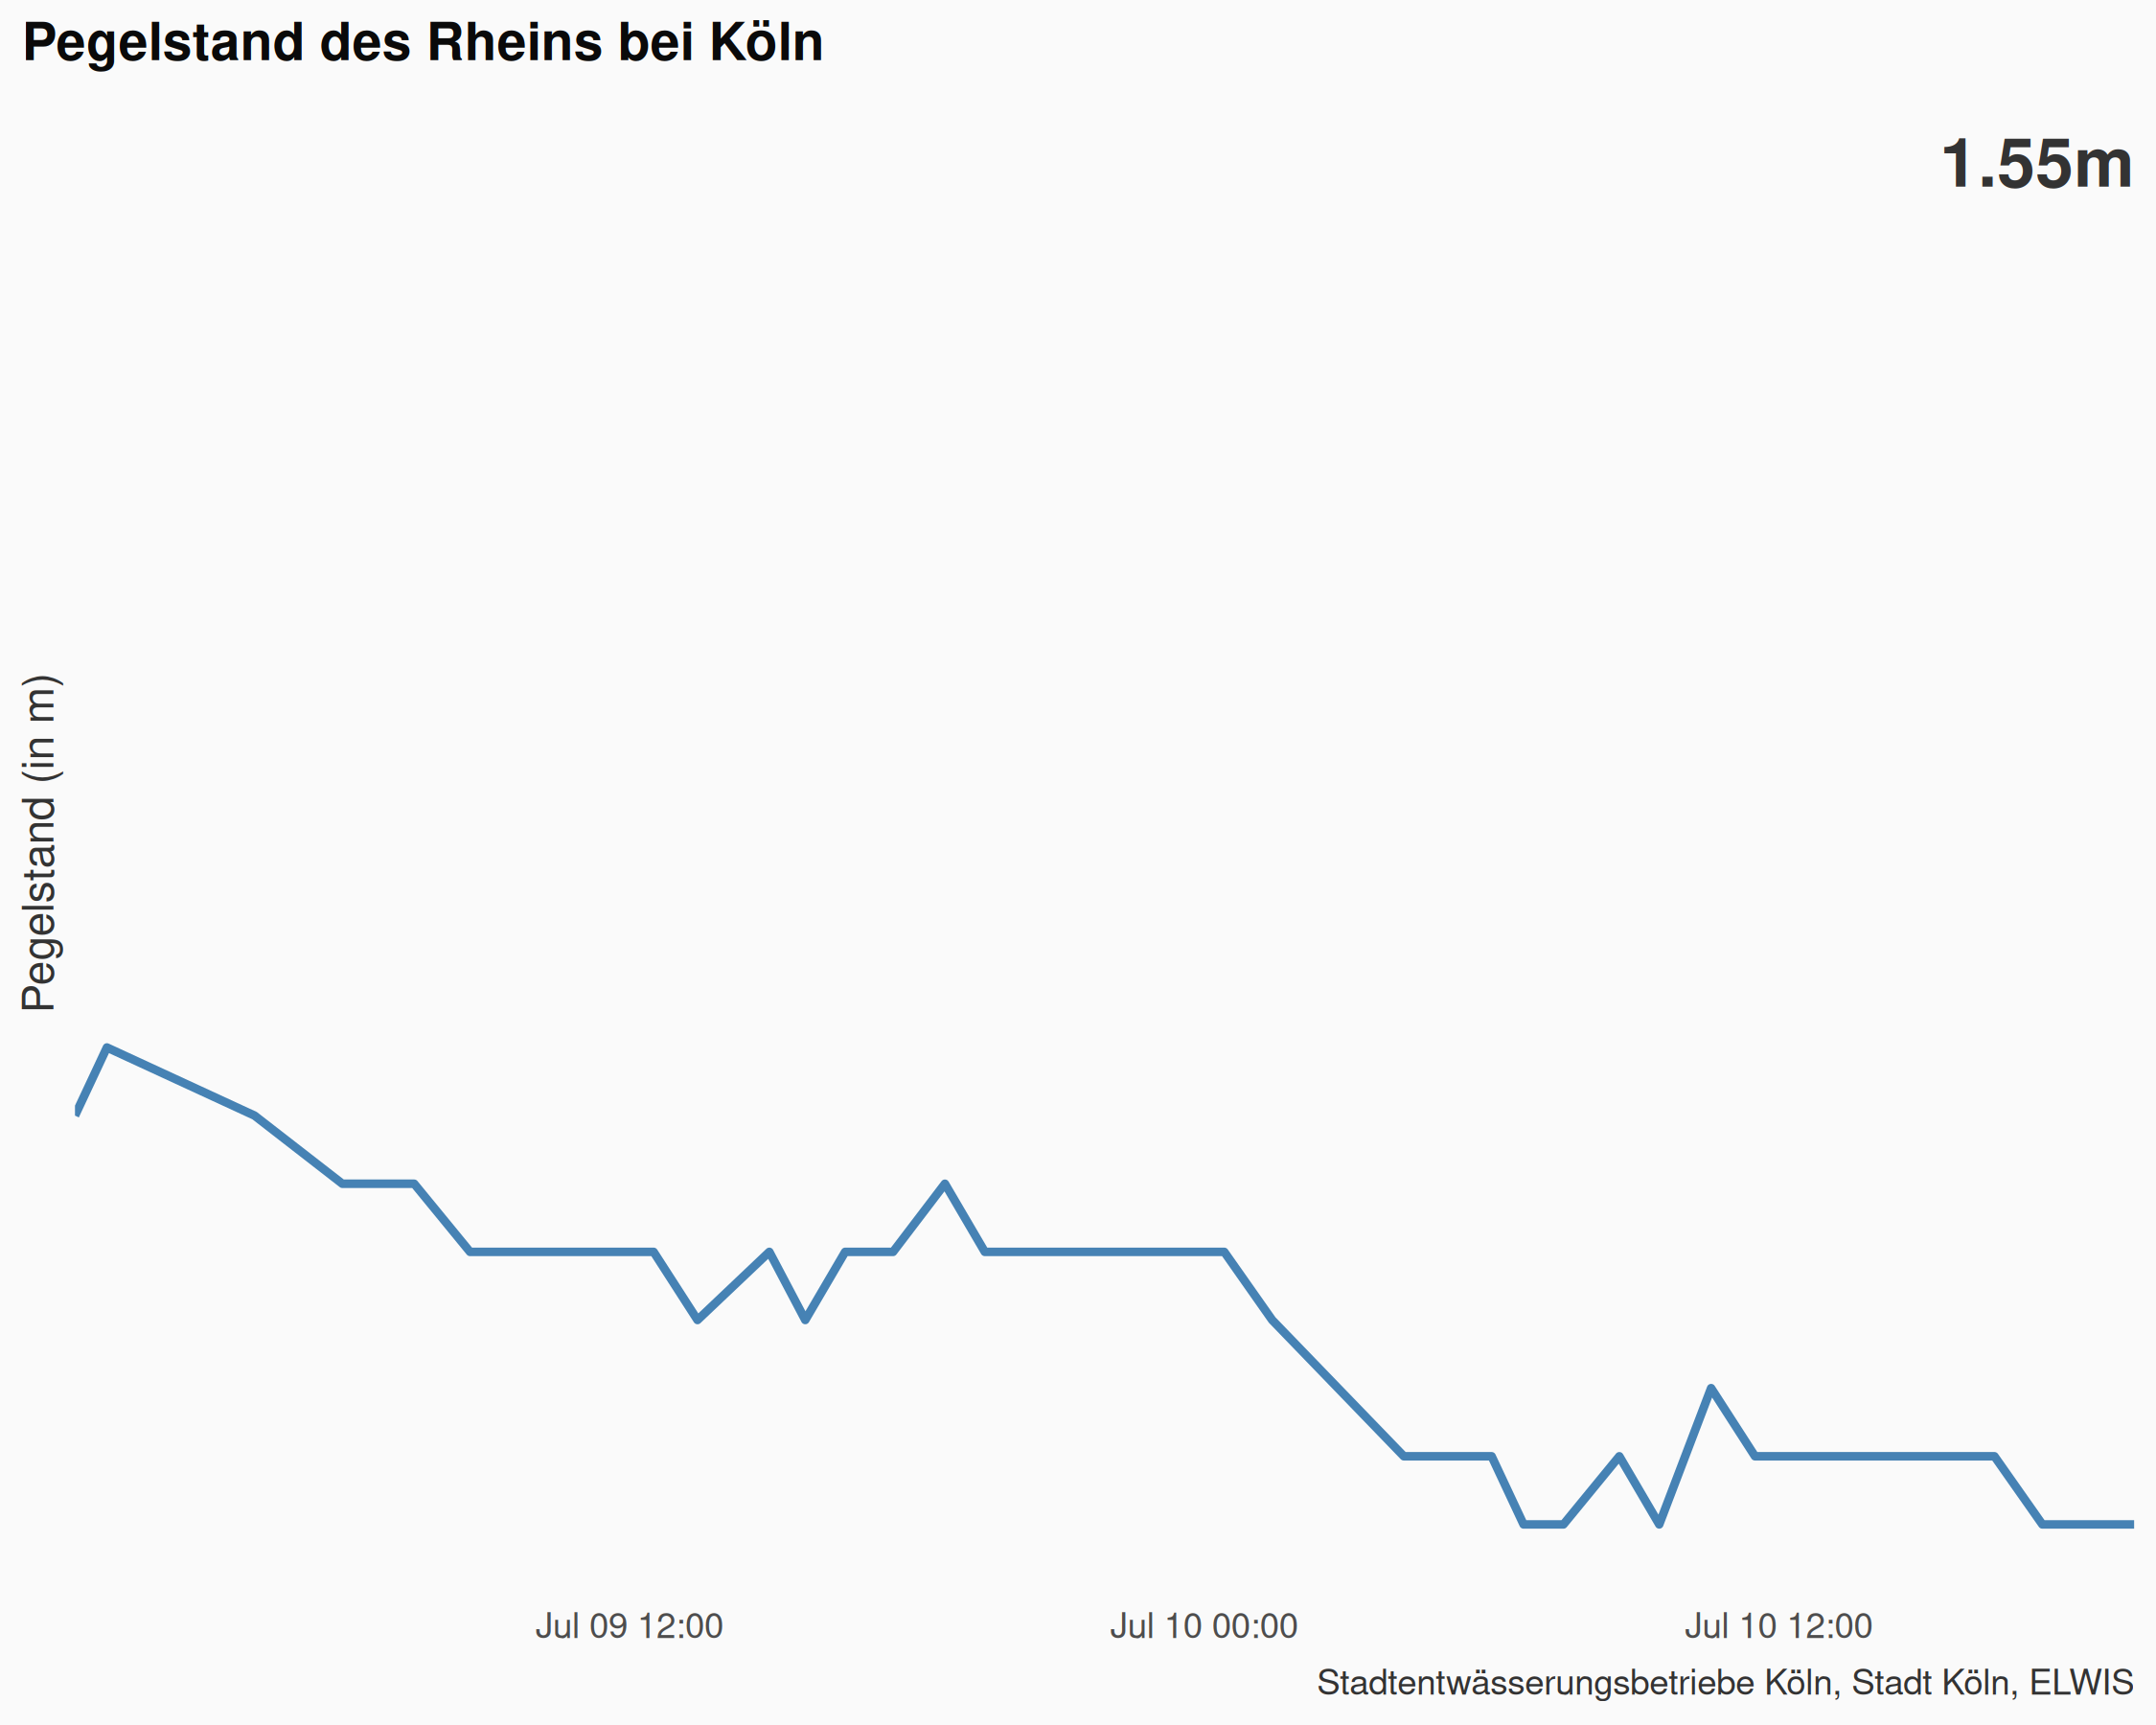 Pegelstand des Rheins bei Köln
1.55m
Pegelstand (in m)
Jul 09 12:00
Jul 10 00:00
Jul 10 12:00
Stadtentwässerungsbetriebe Köln, Stadt Köln, ELWIS